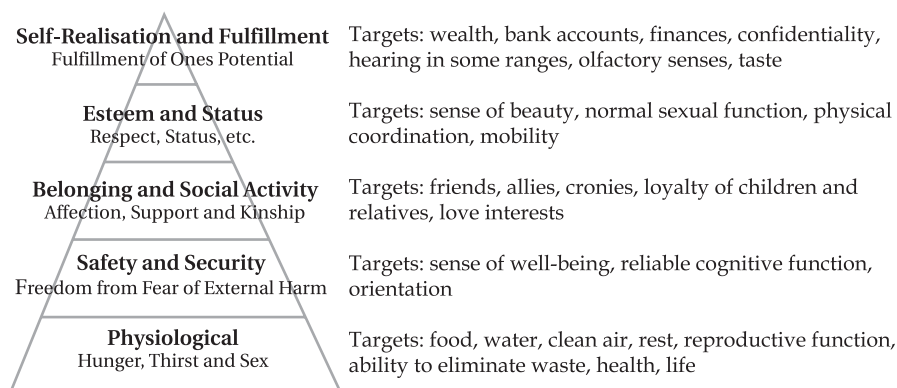 Self-Realisation and Fulfillment
Fulfillment of Ones Potential
Targets: wealth, bank accounts, finances, confidentiality,
hearing in some ranges, olfactory senses, taste
Esteem and Status
Respect, Status, etc.
Targets: sense of beauty, normal sexual function, physical
coordination, mobility
Belonging and Social Activity
Affection, Support and Kinship
Targets: friends, allies, cronies, loyalty of children and
relatives, love interests
Safety and Security
Freedom from Fear of External Harm
Targets: sense of well-being, reliable cognitive function,
orientation
Physiological
Hunger, Thirst and Sex
Targets: food, water, clean air, rest, reproductive function,
ability to eliminate waste, health, life